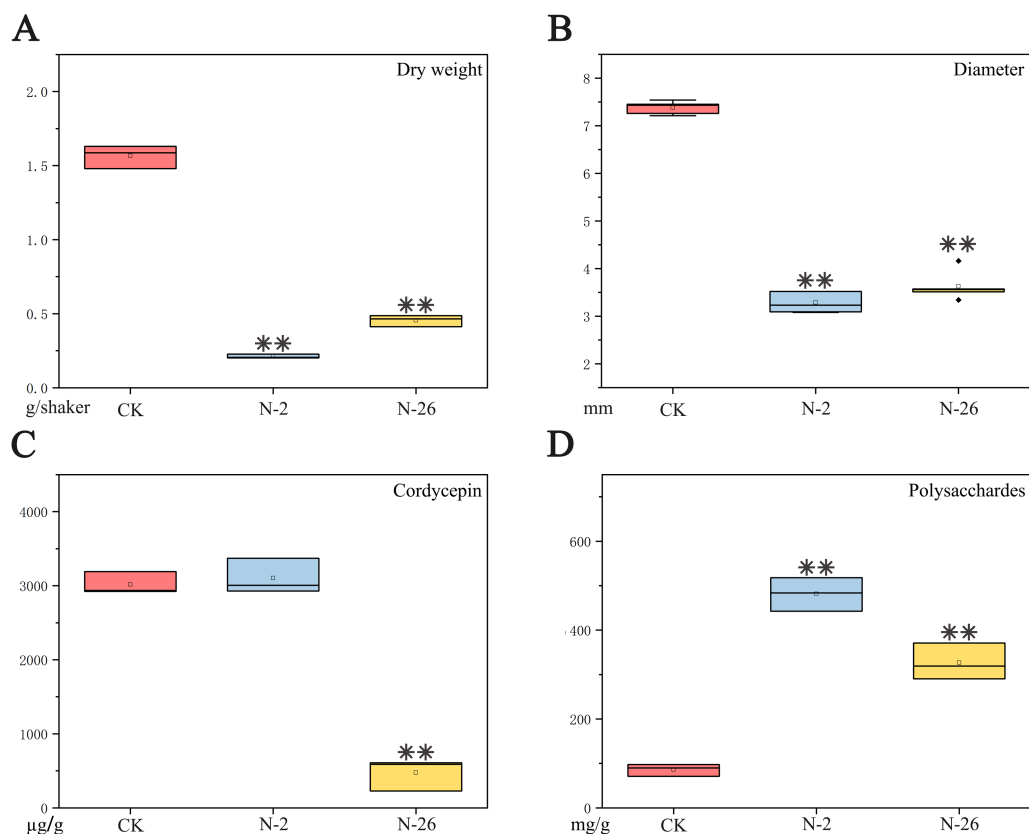 A
Dry weight
2.0
1.5
1.0
0.5
0.0
g/shaker
CK
N-2
N-26
**
**
B
Diameter
8
7
6
5
4
3
2
mm
CK
N-2
N-26
**
**
C
Cordycepin
4000
3000
2000
1000
0
µg/g
CK
N-2
N-26
**
D
Polysacchardes
600
400
200
0
mg/g
CK
N-2
N-26
**
**